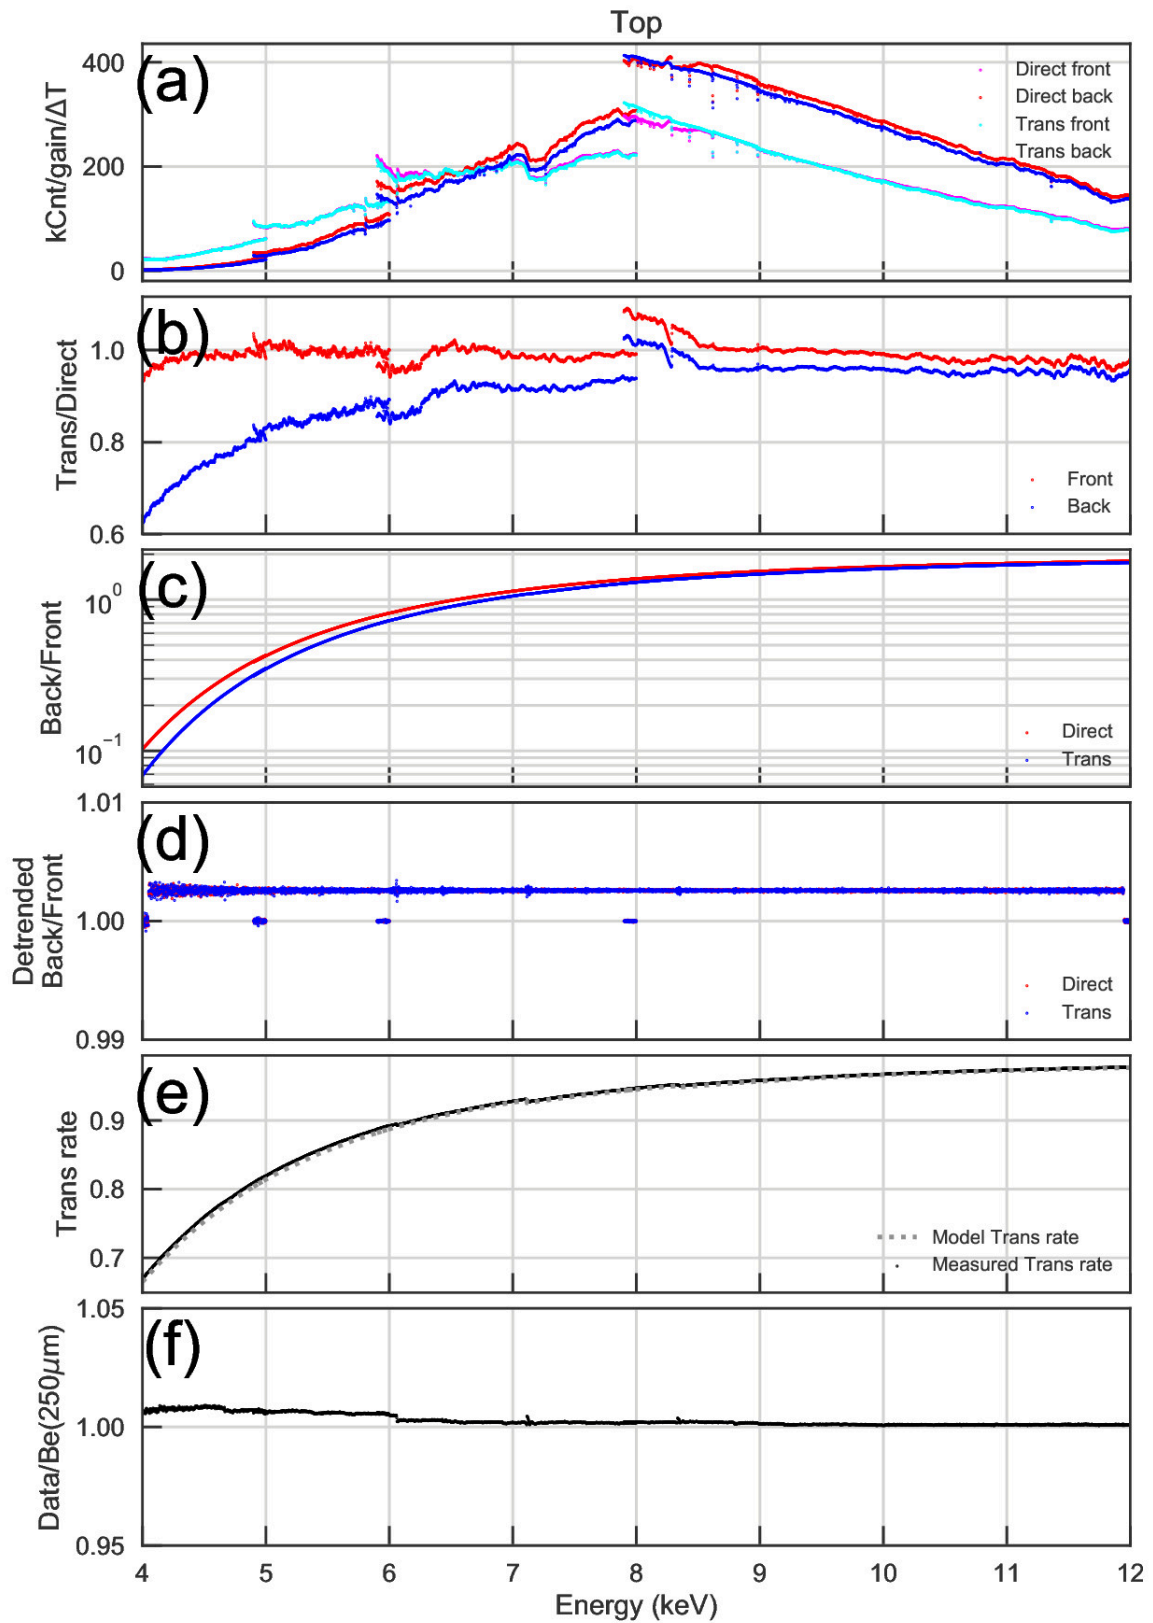 Top
(a)
kCnt/gain/ΔT
400
200
0
Direct front
Direct back
Trans front
Trans back
(b)
Trans/Direct
1.0
0.8
0.6
Front
Back
(c)
Back/Front
10⁰
10⁻¹
Direct
Trans
(d)
Detrended
Back/Front
1.01
1.00
0.99
Direct
Trans
(e)
Trans rate
0.9
0.8
0.7
Model Trans rate
Measured Trans rate
(f)
Data/Be(250μm)
1.05
1.00
0.95
4 5 6 7 8 9 10 11 12
Energy (keV)